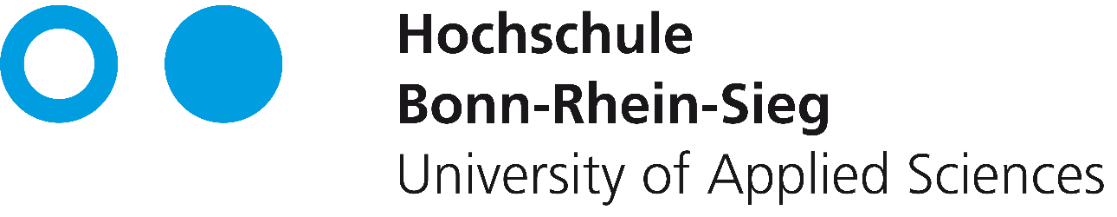 Hochschule
Bonn-Rhein-Sieg
University of Applied Sciences